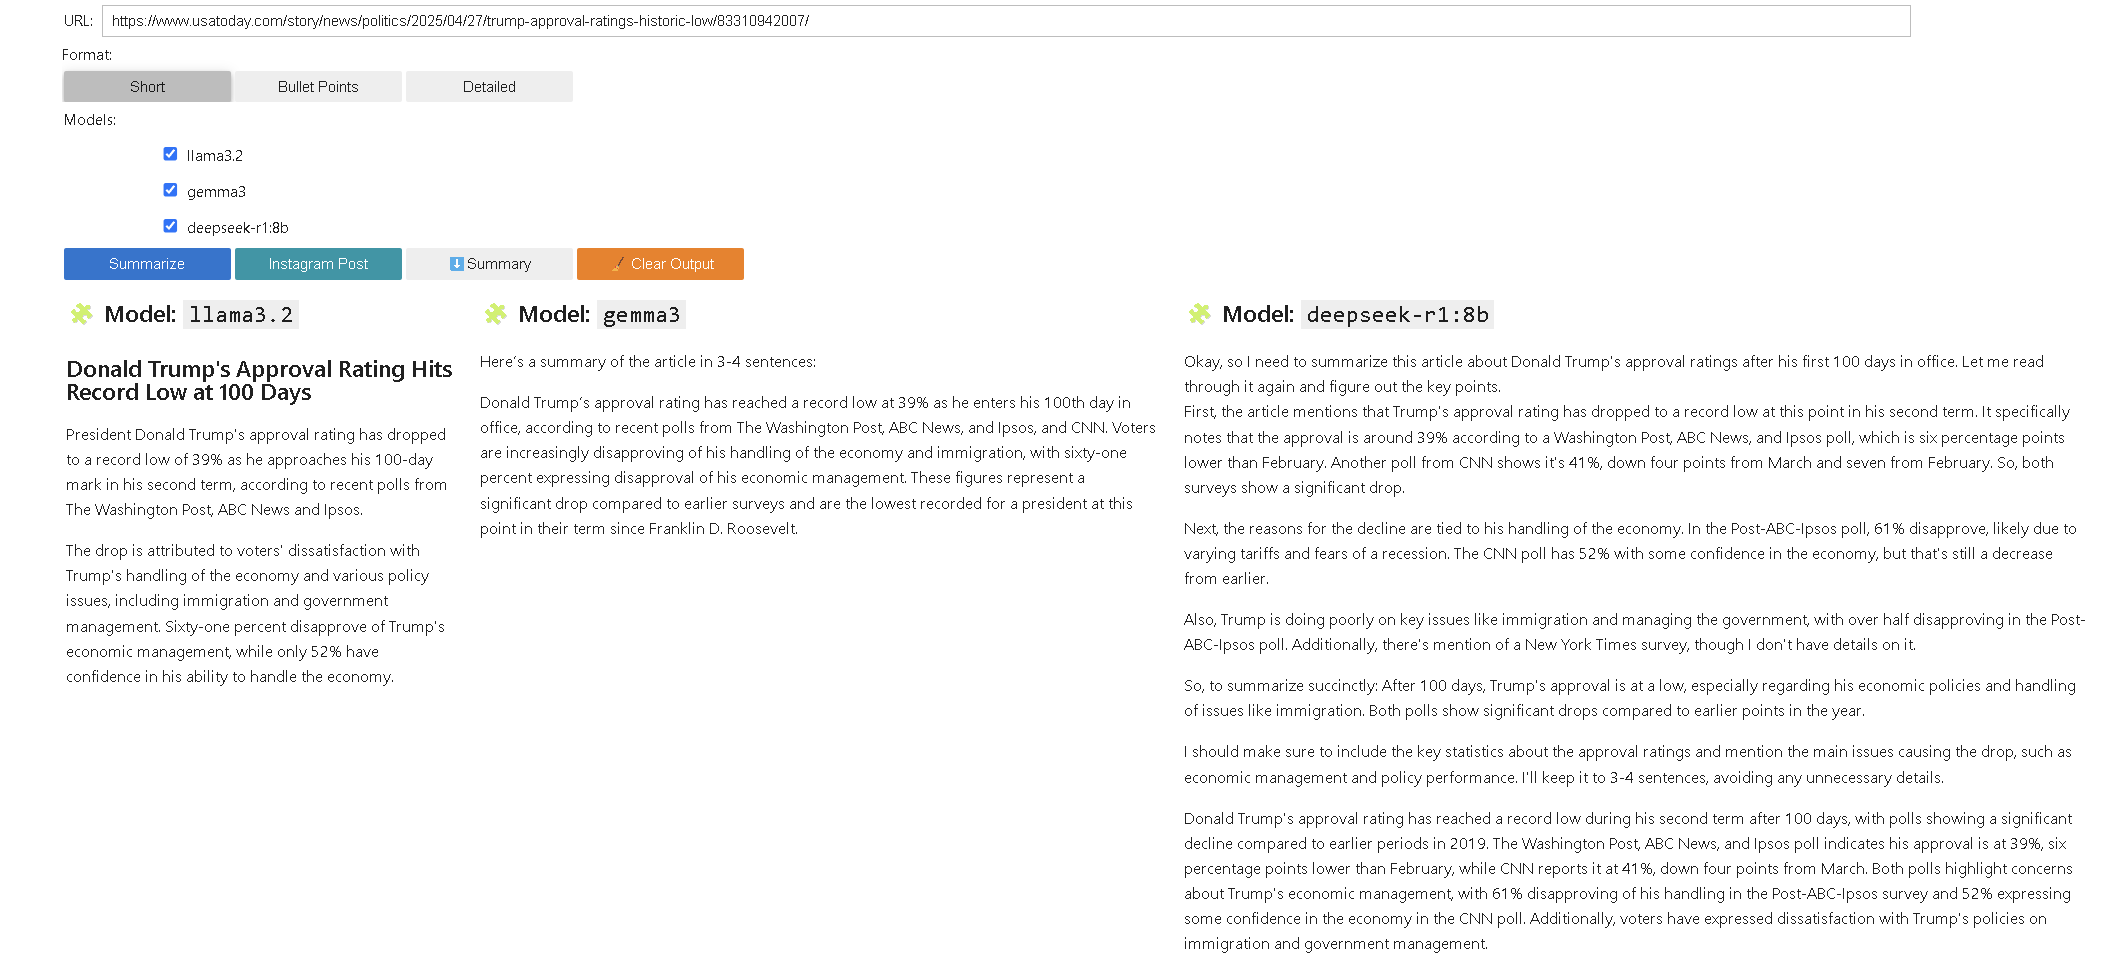 URL: https://www.usatoday.com/story/news/politics/2025/04/27/trump-approval-ratings-historic-low/83310942007/
Format:
Short Bullet Points Detailed
Models:
llama3.2
gemma3
deepseek-r1:8b
Summarize Instagram Post ⬇️Summary 🧹 Clear Output
🧩 Model: llama3.2
Donald Trump's Approval Rating Hits
Record Low at 100 Days
President Donald Trump's approval rating has dropped
to a record low of 39% as he approaches his 100-day
mark in his second term, according to recent polls from
The Washington Post, ABC News and Ipsos.
The drop is attributed to voters' dissatisfaction with
Trump's handling of the economy and various policy
issues, including immigration and government
management. Sixty-one percent disapprove of Trump's
economic management, while only 52% have
confidence in his ability to handle the economy.
🧩 Model: gemma3
Here's a summary of the article in 3-4 sentences:
Donald Trump's approval rating has reached a record low at 39% as he enters his 100th day in
office, according to recent polls from The Washington Post, ABC News, and Ipsos, and CNN. Voters
are increasingly disapproving of his handling of the economy and immigration, with sixty-one
percent expressing disapproval of his economic management. These figures represent a
significant drop compared to earlier surveys and are the lowest recorded for a president at this
point in their term since Franklin D. Roosevelt.
🧩 Model: deepseek-r1:8b
Okay, so I need to summarize this article about Donald Trump's approval ratings after his first 100 days in office. Let me read
through it again and figure out the key points.
First, the article mentions that Trump's approval rating has dropped to a record low at this point in his second term. It specifically
notes that the approval is around 39% according to a Washington Post, ABC News, and Ipsos poll, which is six percentage points
lower than February. Another poll from CNN shows it's 41%, down four points from March and seven from February. So, both
surveys show a significant drop.
Next, the reasons for the decline are tied to his handling of the economy. In the Post-ABC-Ipsos poll, 61% disapprove, likely due to
varying tariffs and fears of a recession. The CNN poll has 52% with some confidence in the economy, but that's still a decrease
from earlier.
Also, Trump is doing poorly on key issues like immigration and managing the government, with over half disapproving in the Post-
ABC-Ipsos poll. Additionally, there's mention of a New York Times survey, though I don't have details on it.
So, to summarize succinctly: After 100 days, Trump's approval is at a low, especially regarding his economic policies and handling
of issues like immigration. Both polls show significant drops compared to earlier points in the year.
I should make sure to include the key statistics about the approval ratings and mention the main issues causing the drop, such as
economic management and policy performance. I'll keep it to 3-4 sentences, avoiding any unnecessary details.
Donald Trump's approval rating has reached a record low during his second term after 100 days, with polls showing a significant
decline compared to earlier periods in 2019. The Washington Post, ABC News, and Ipsos poll indicates his approval is at 39%, six
percentage points lower than February, while CNN reports it at 41%, down four points from March. Both polls highlight concerns
about Trump's economic management, with 61% disapproving of his handling in the Post-ABC-Ipsos survey and 52% expressing
some confidence in the economy in the CNN poll. Additionally, voters have expressed dissatisfaction with Trump's policies on
immigration and government management.